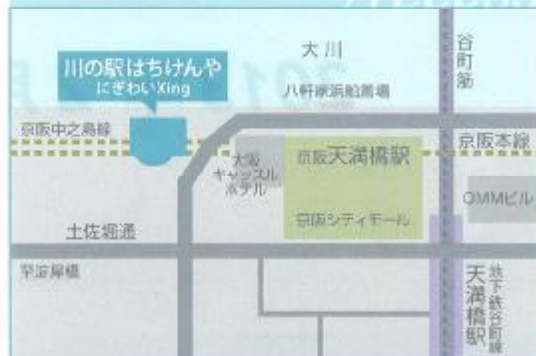 大川
谷町筋
川の駅はちけんや
にぎわいXing
八軒家浜船着場
京阪中之島線
京阪本線
大阪
キャッスル
ホテル
京阪天満橋駅
OMMビル
京阪シティモール
土佐堀通
至淀屋橋
地下鉄谷町線
天満橋駅